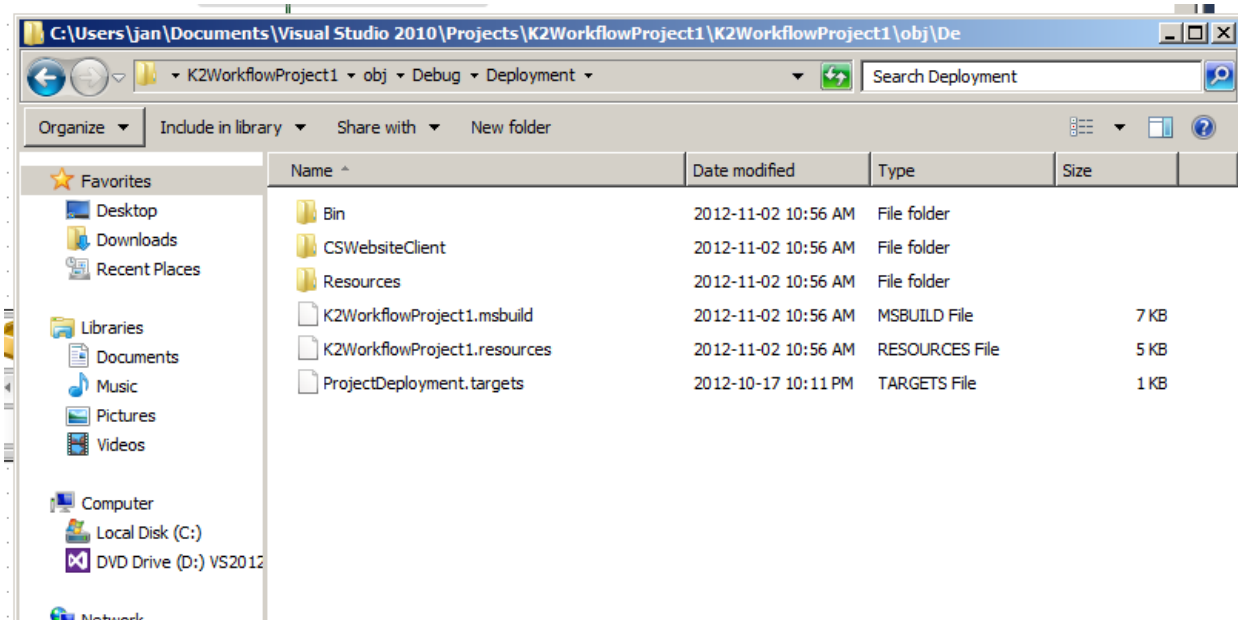 C:\Users\jan\Documents\Visual Studio 2010\Projects\K2WorkflowProject1\K2WorkflowProject1\obj\De
K2WorkflowProject1 obj Debug Deployment Search Deployment
Organize Include in library Share with New folder
Favorites
Desktop
Downloads
Recent Places
Libraries
Documents
Music
Pictures
Videos
Computer
Local Disk (C:)
DVD Drive (D:) VS2012
Network
Name Date modified Type Size
Bin 2012-11-02 10:56 AM File folder
CSWebsiteClient 2012-11-02 10:56 AM File folder
Resources 2012-11-02 10:56 AM File folder
K2WorkflowProject1.msbuild 2012-11-02 10:56 AM MSBUILD File 7 KB
K2WorkflowProject1.resources 2012-11-02 10:56 AM RESOURCES File 5 KB
ProjectDeployment.targets 2012-10-17 10:11 PM TARGETS File 1 KB